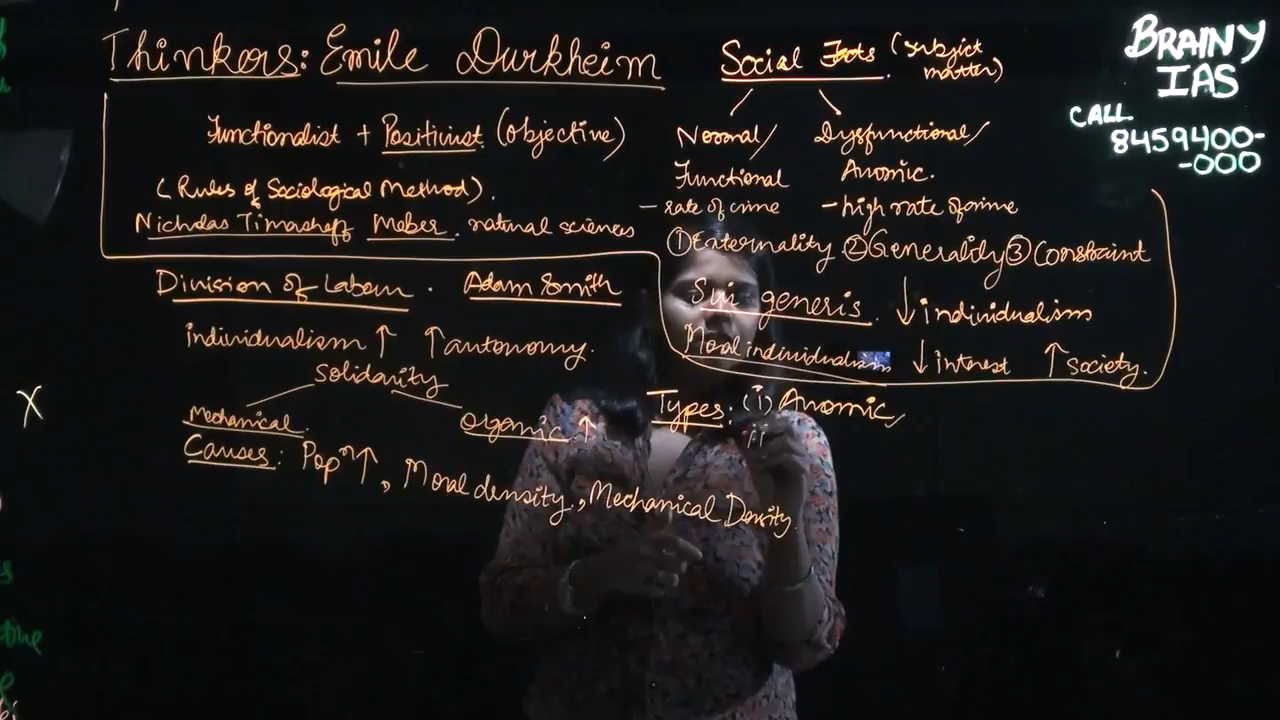 Thinkers: Emile Durkheim
Functionalist + Positivist (objective)
(Rules of Sociological Method).
Nicholas Timasheff Weber. natural sciences
Social Facts (subject matter)
Normal/ Functional
- rate of crime
Dysfunctional/ Anomic.
- high rate of crime
① Externality ② Generality ③ Constraint
Sui generis. ↓ individualism
Moral individualism ↓ interest ↑ society.
Division of Labour. Adam Smith
individualism ↑ ↑ autonomy.
Solidarity
Mechanical. organic ↑
Causes: Popⁿ ↑, Moral density, Mechanical Density.
Types: (i) Anomic,
(ii
BRAINY
IAS
CALL
8459400-
-000
X